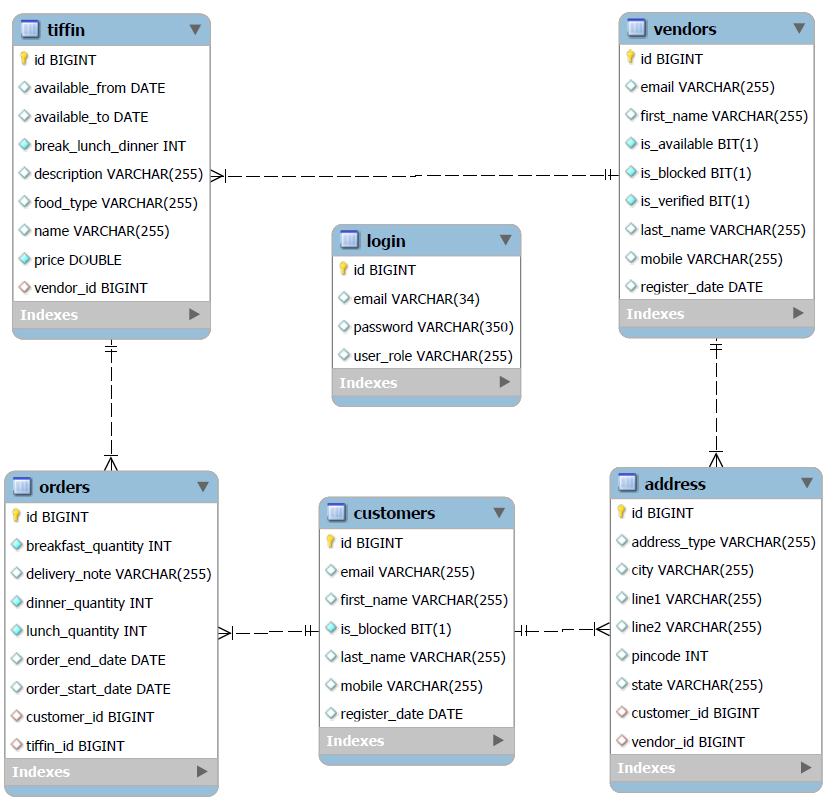 tiffin
id BIGINT
available_from DATE
available_to DATE
break_lunch_dinner INT
description VARCHAR(255)
food_type VARCHAR(255)
name VARCHAR(255)
price DOUBLE
vendor_id BIGINT
Indexes
vendors
id BIGINT
email VARCHAR(255)
first_name VARCHAR(255)
is_available BIT(1)
is_blocked BIT(1)
is_verified BIT(1)
last_name VARCHAR(255)
mobile VARCHAR(255)
register_date DATE
Indexes
login
id BIGINT
email VARCHAR(34)
password VARCHAR(350)
user_role VARCHAR(255)
Indexes
orders
id BIGINT
breakfast_quantity INT
delivery_note VARCHAR(255)
dinner_quantity INT
lunch_quantity INT
order_end_date DATE
order_start_date DATE
customer_id BIGINT
tiffin_id BIGINT
Indexes
customers
id BIGINT
email VARCHAR(255)
first_name VARCHAR(255)
is_blocked BIT(1)
last_name VARCHAR(255)
mobile VARCHAR(255)
register_date DATE
Indexes
address
id BIGINT
address_type VARCHAR(255)
city VARCHAR(255)
line1 VARCHAR(255)
line2 VARCHAR(255)
pincode INT
state VARCHAR(255)
customer_id BIGINT
vendor_id BIGINT
Indexes